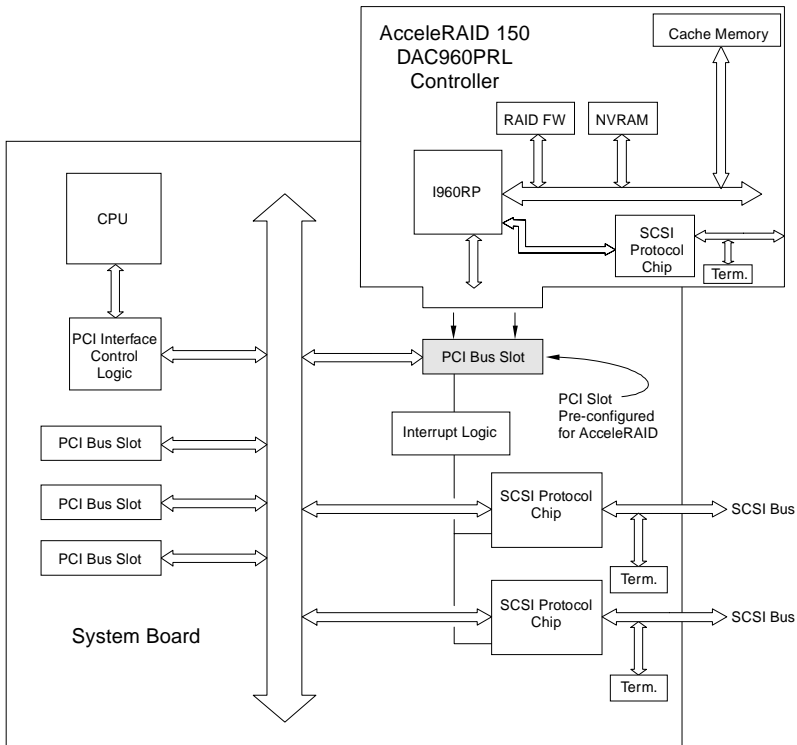 AcceleRAID 150
DAC960PRL
Controller
Cache Memory
RAID FW
NVRAM
I960RP
SCSI
Protocol
Chip
Term.
CPU
PCI Interface
Control
Logic
PCI Bus Slot
PCI Slot
Pre-configured
for AcceleRAID
Interrupt Logic
PCI Bus Slot
PCI Bus Slot
PCI Bus Slot
SCSI Protocol
Chip
SCSI Bus
Term.
SCSI Protocol
Chip
SCSI Bus
Term.
System Board